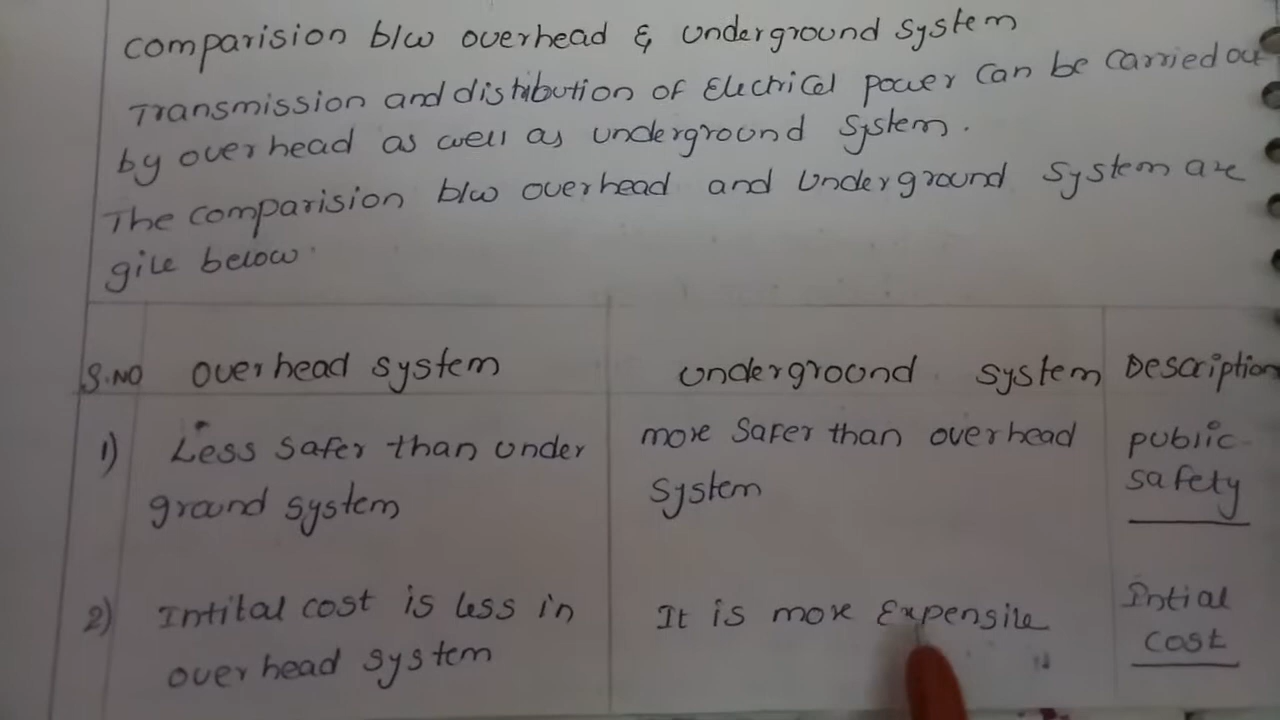 comparision b/w overhead & underground system
Transmission and distribution of Electrical power can be carried out
by overhead as well as underground system.
The comparision b/w overhead and underground system are
give below.
S.NO overhead system underground system Description
1) Less safer than under more safer than overhead public
ground system system safety
2) Intital cost is less in It is more Expensive Intial
overhead system cost